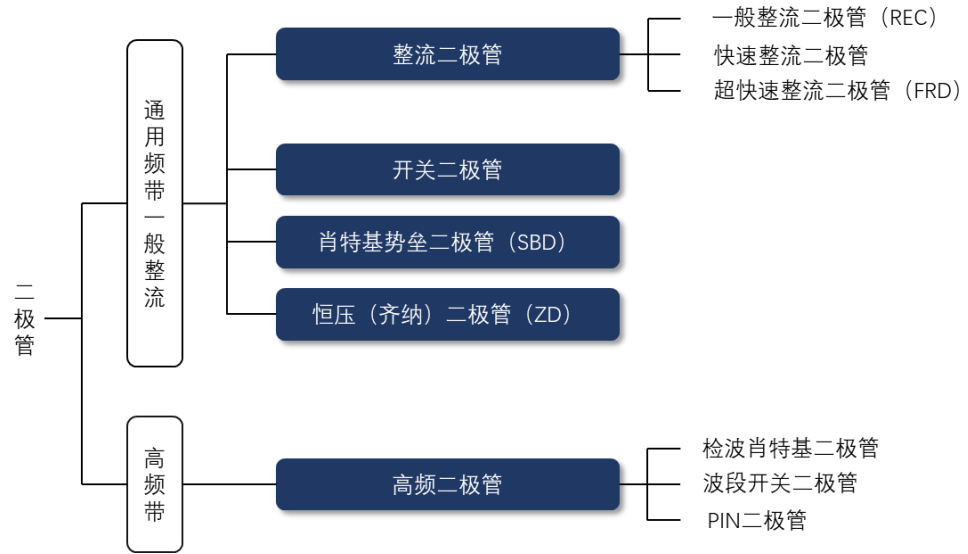 二极管
通用频带一般整流
整流二极管
一般整流二极管（REC）
快速整流二极管
超快速整流二极管（FRD）
开关二极管
肖特基势垒二极管（SBD）
恒压（齐纳）二极管（ZD）
高频带
高频二极管
检波肖特基二极管
波段开关二极管
PIN二极管